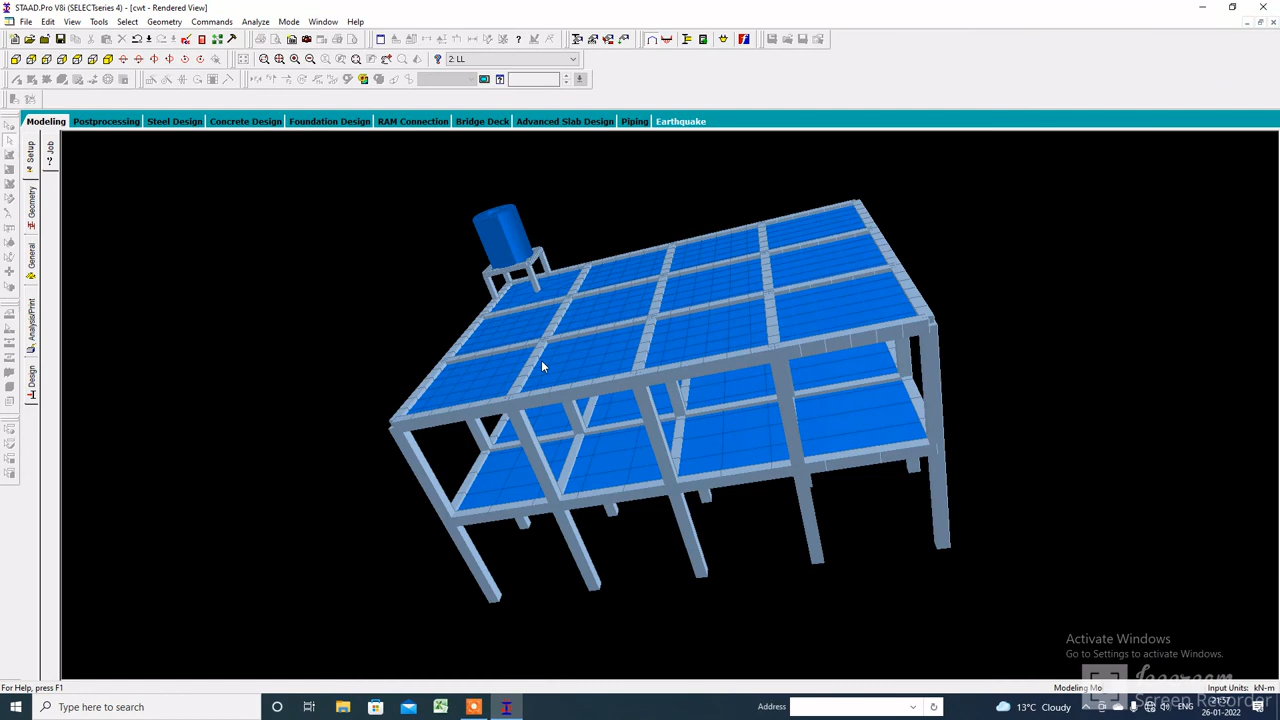 STAAD.Pro V8i (SELECTseries 4) - [cwt - Rendered View]
File Edit View Tools Select Geometry Commands Analyze Mode Window Help
2: LL
Modeling Postprocessing Steel Design Concrete Design Foundation Design RAM Connection Bridge Deck Advanced Slab Design Piping Earthquake
Setup
Job
Geometry
General
Analysis/Print
Design
Activate Windows
Go to Settings to activate Windows.
Screen Recorder
For Help, press F1
Modeling Mo
Input Units: kN-m
Type here to search
Address
13°C Cloudy
ENG
26-01-2022